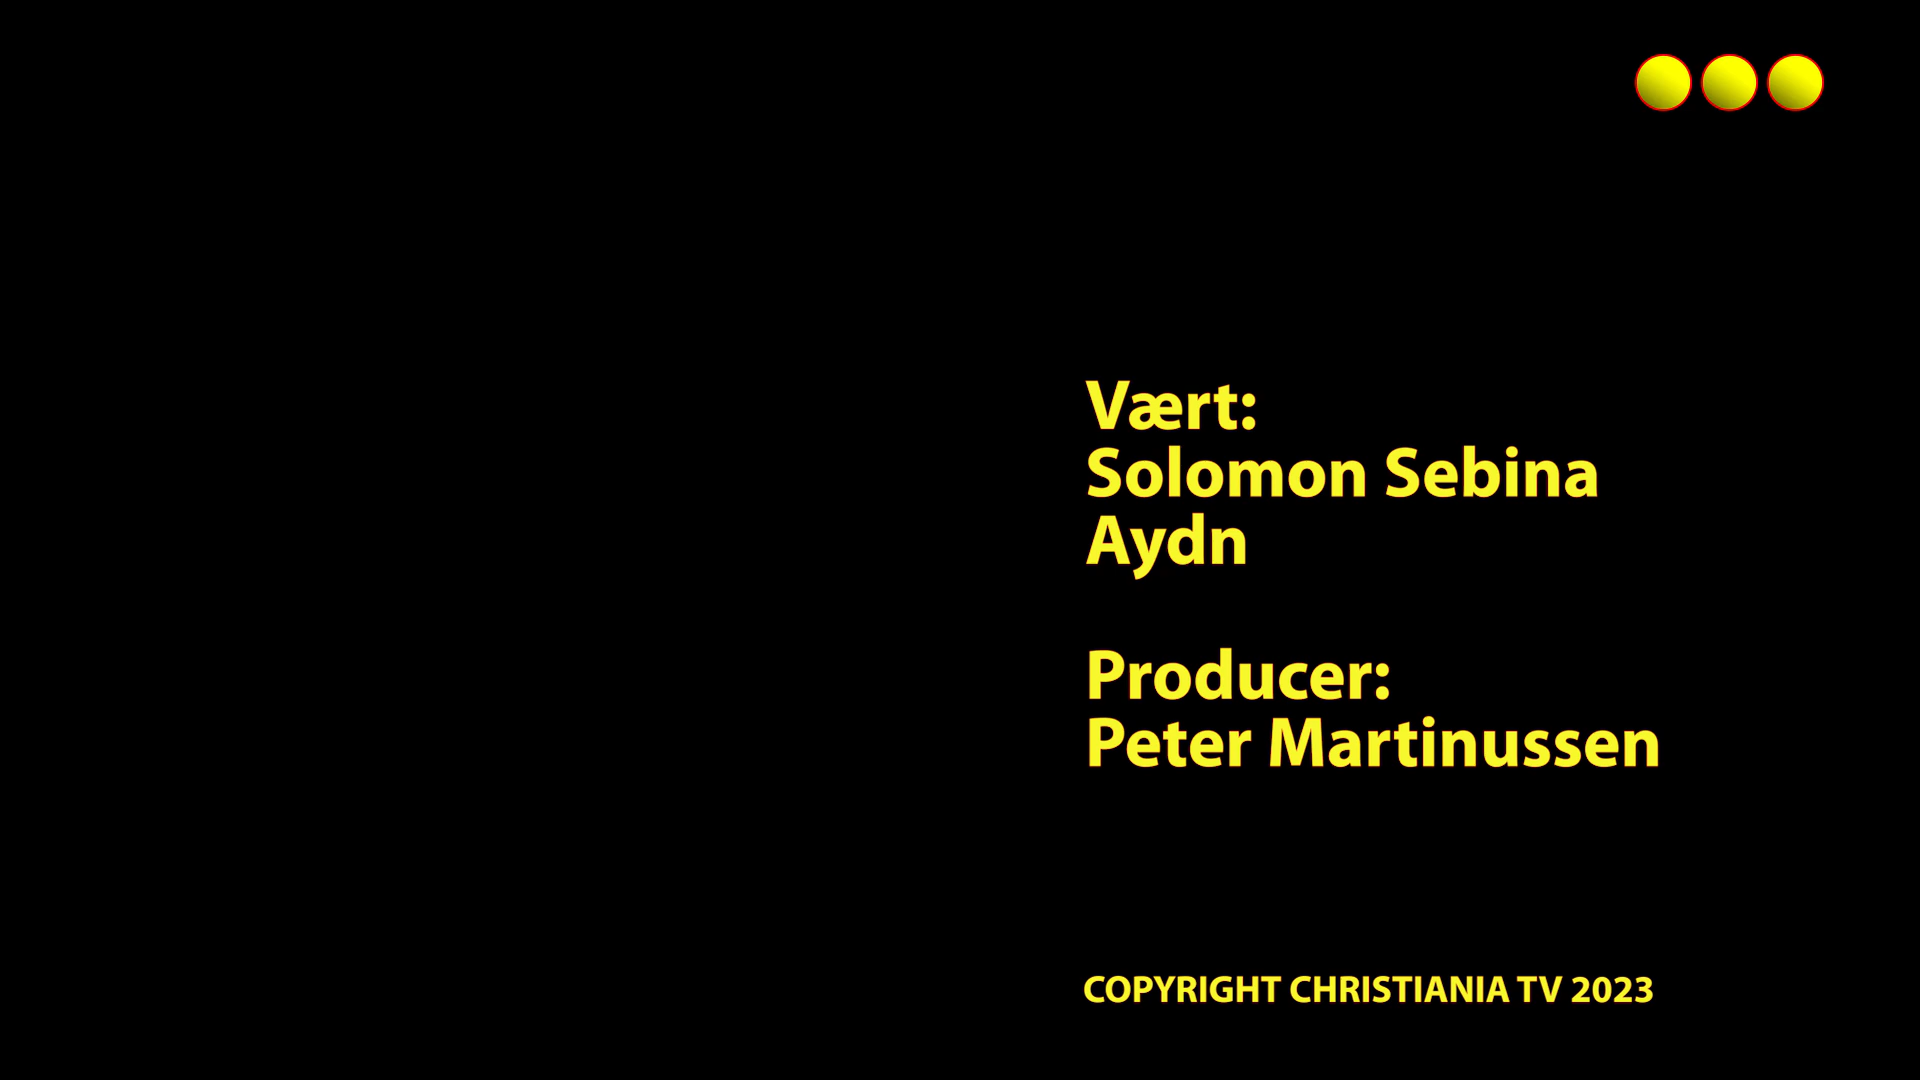 Vært:
Solomon Sebina
Aydn
Producer:
Peter Martinussen
COPYRIGHT CHRISTIANIA TV 2023